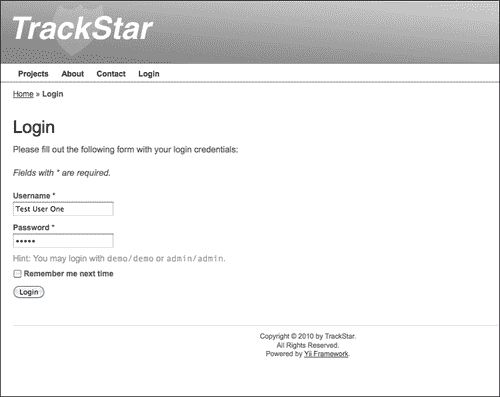 TrackStar
Projects About Contact Login
Home » Login
Login
Please fill out the following form with your login credentials:
Fields with * are required.
Username *
Test User One
Password *
•••••
Hint: You may login with demo/demo or admin/admin.
Remember me next time
Login
Copyright © 2010 by TrackStar.
All Rights Reserved.
Powered by Yii Framework.